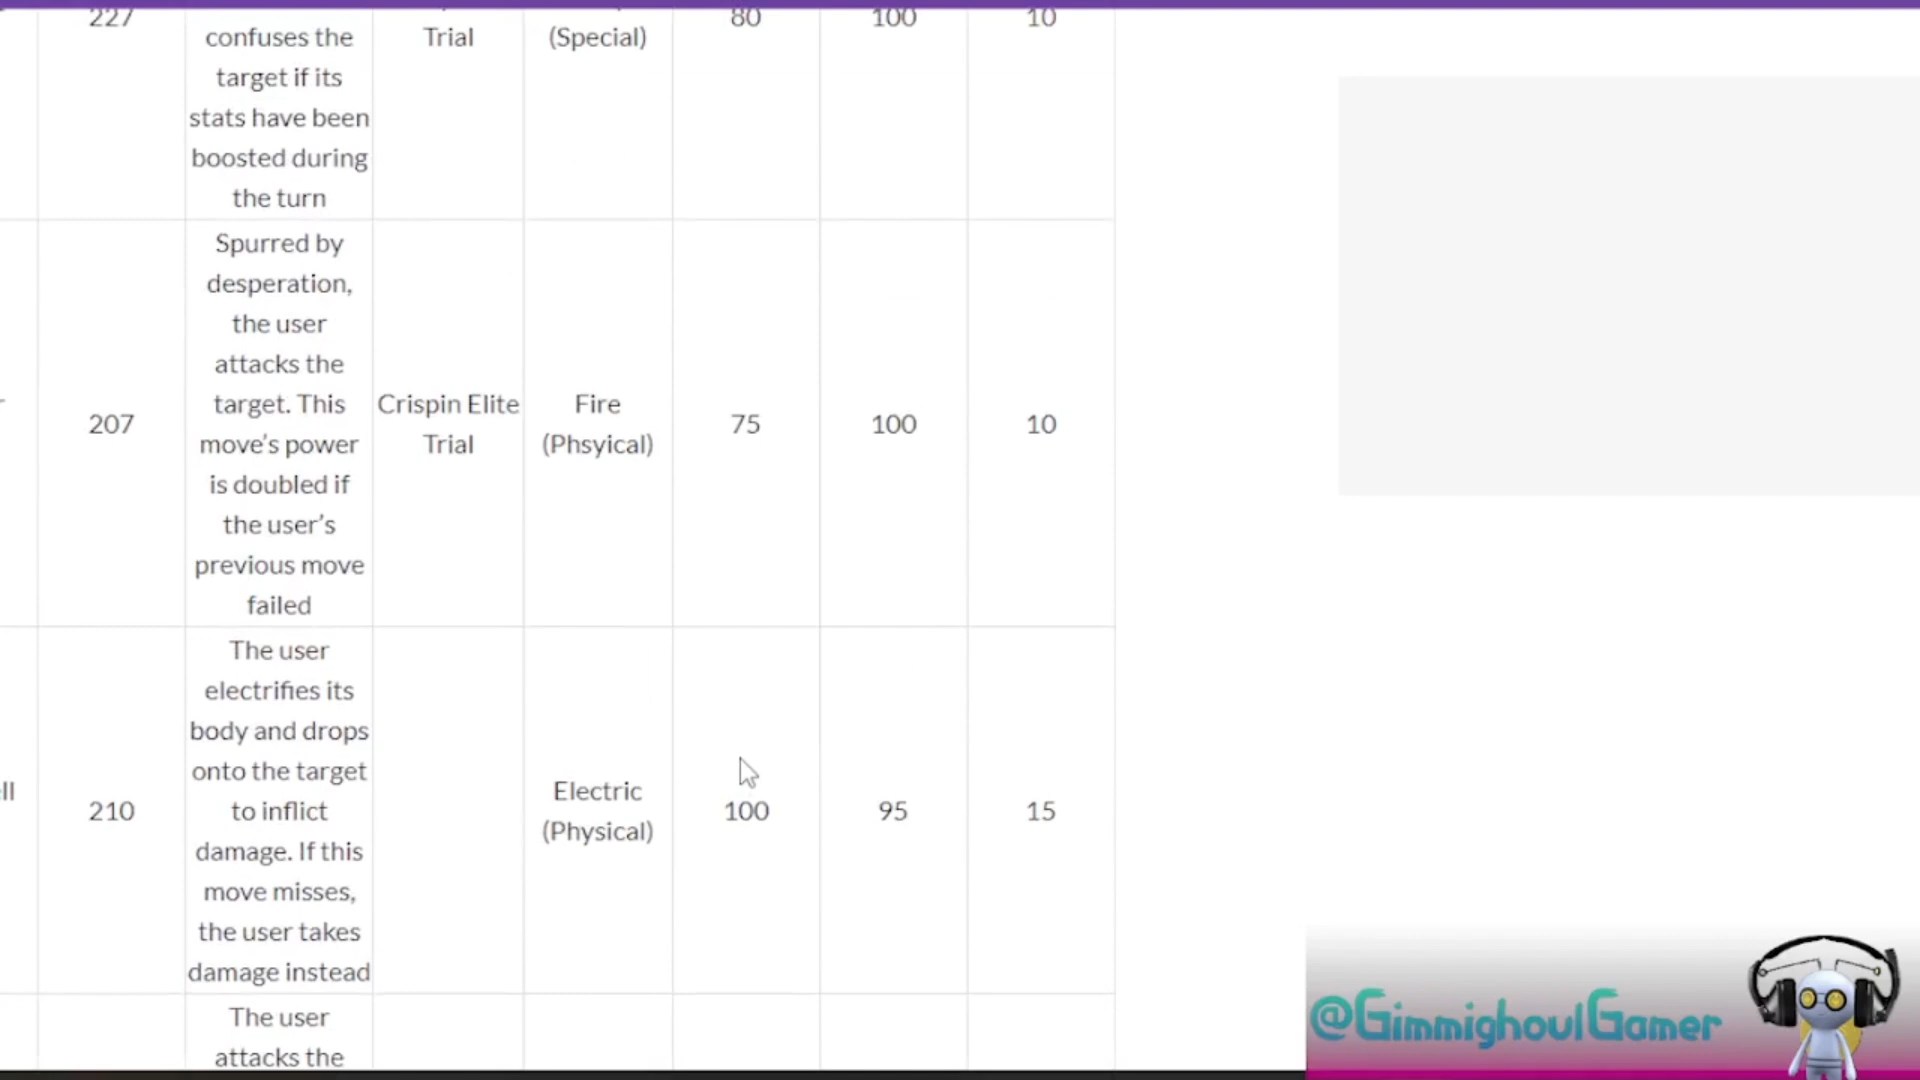 227
confuses the
target if its
stats have been
boosted during
the turn
Trial
(Special)
80
100
10
207
Spurred by
desperation,
the user
attacks the
target. This
move’s power
is doubled if
the user’s
previous move
failed
Crispin Elite
Trial
Fire
(Phsyical)
75
100
10
ll
210
The user
electrifies its
body and drops
onto the target
to inflict
damage. If this
move misses,
the user takes
damage instead
Electric
(Physical)
100
95
15
The user
attacks the
@GimmighoulGamer